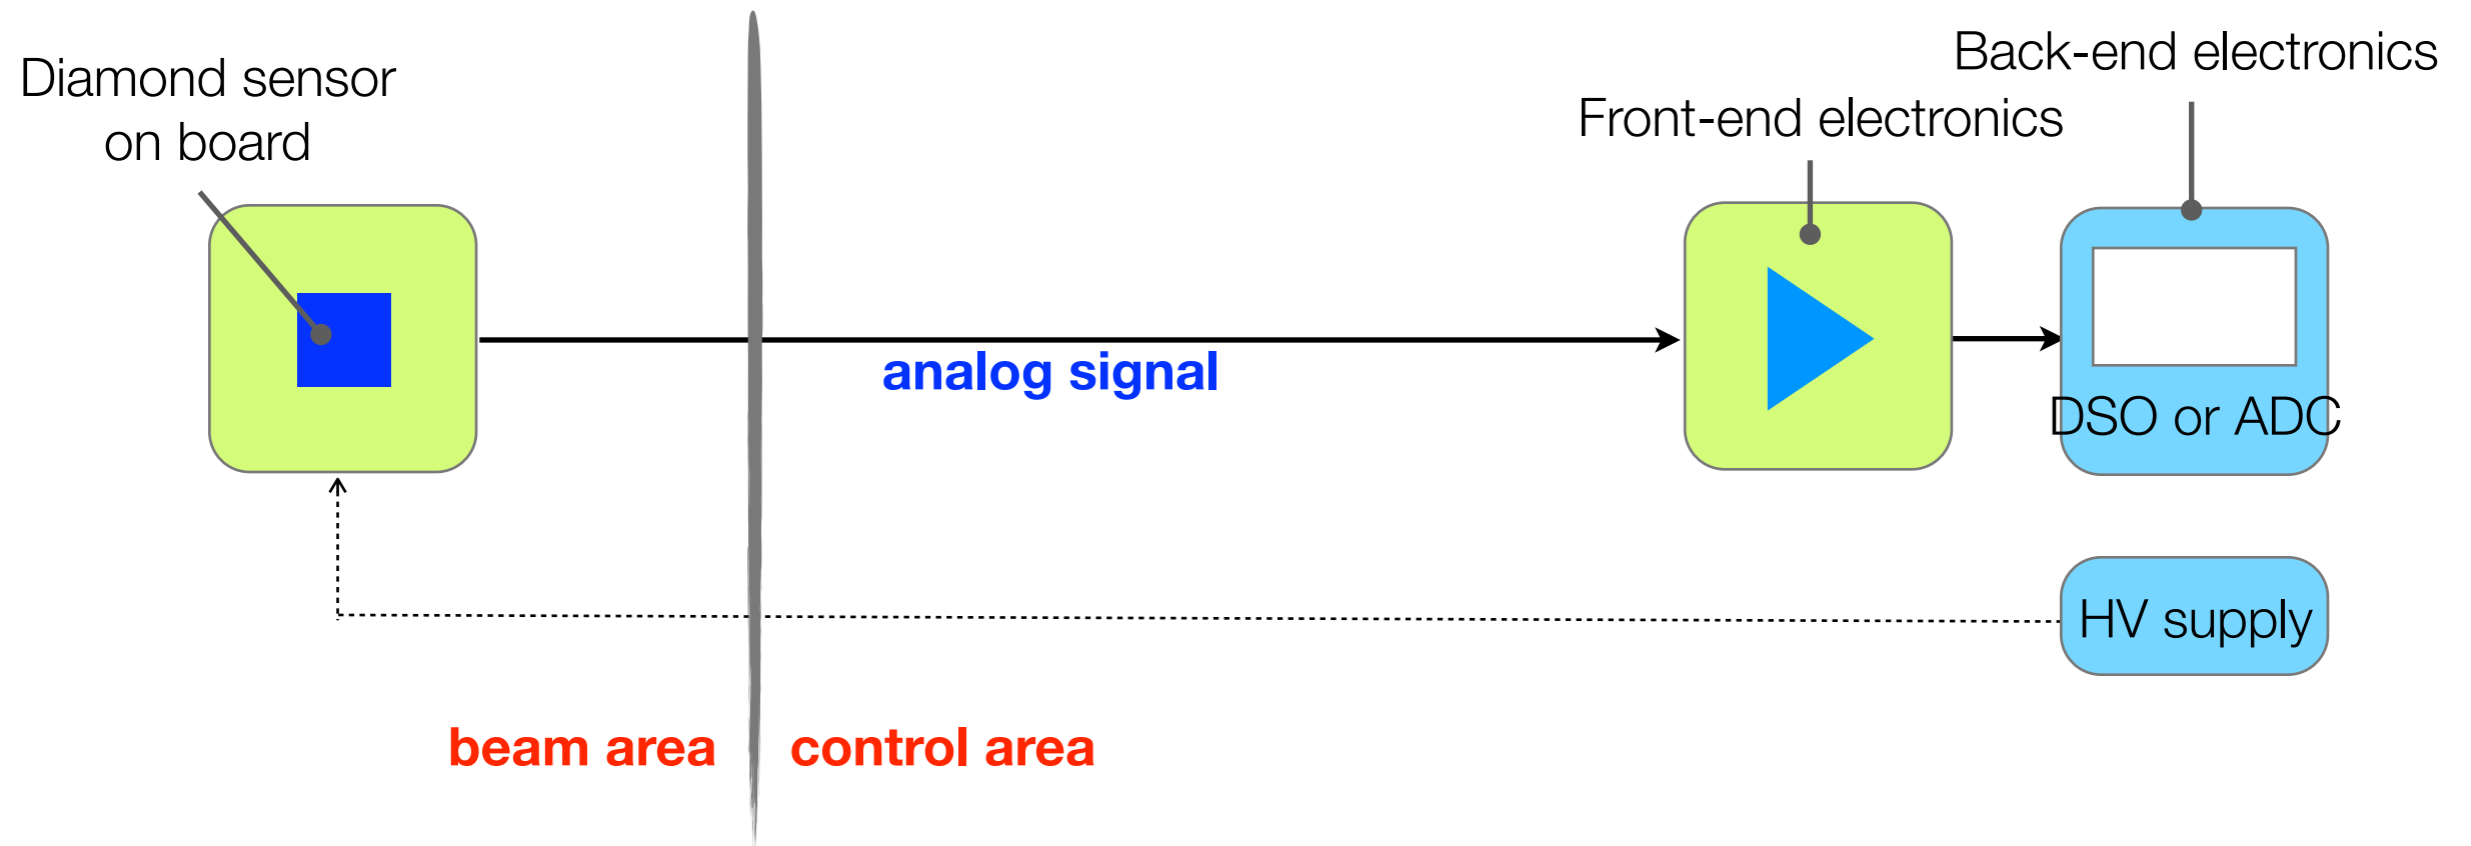 Diamond sensor
on board
Back-end electronics
Front-end electronics
analog signal
DSO or ADC
HV supply
beam area
control area